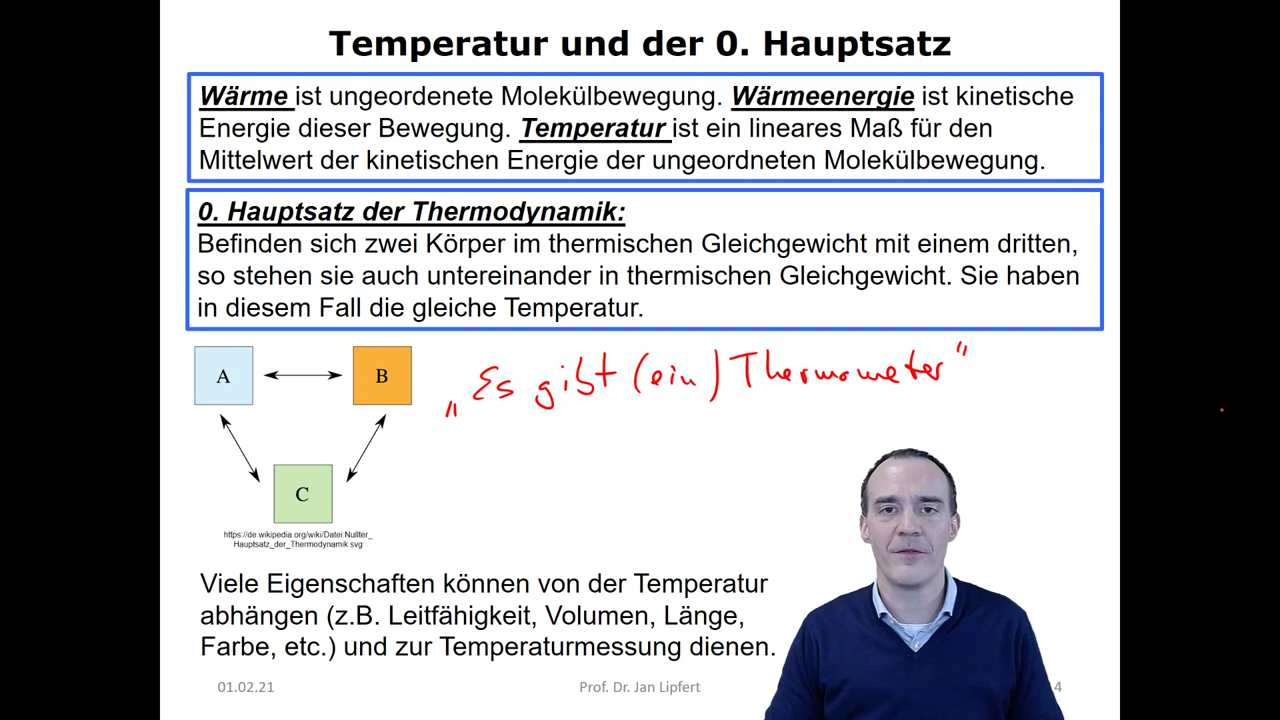 Temperatur und der 0. Hauptsatz
Wärme ist ungeordenete Molekülbewegung. Wärmeenergie ist kinetische
Energie dieser Bewegung. Temperatur ist ein lineares Maß für den
Mittelwert der kinetischen Energie der ungeordneten Molekülbewegung.
0. Hauptsatz der Thermodynamik:
Befinden sich zwei Körper im thermischen Gleichgewicht mit einem dritten,
so stehen sie auch untereinander in thermischen Gleichgewicht. Sie haben
in diesem Fall die gleiche Temperatur.
A
B
„Es gibt (ein) Thermometer"
C
https://de.wikipedia.org/wiki/Datei:Nullter_
Hauptsatz_der_Thermodynamik.svg
Viele Eigenschaften können von der Temperatur
abhängen (z.B. Leitfähigkeit, Volumen, Länge,
Farbe, etc.) und zur Temperaturmessung dienen.
01.02.21
Prof. Dr. Jan Lipfert
4